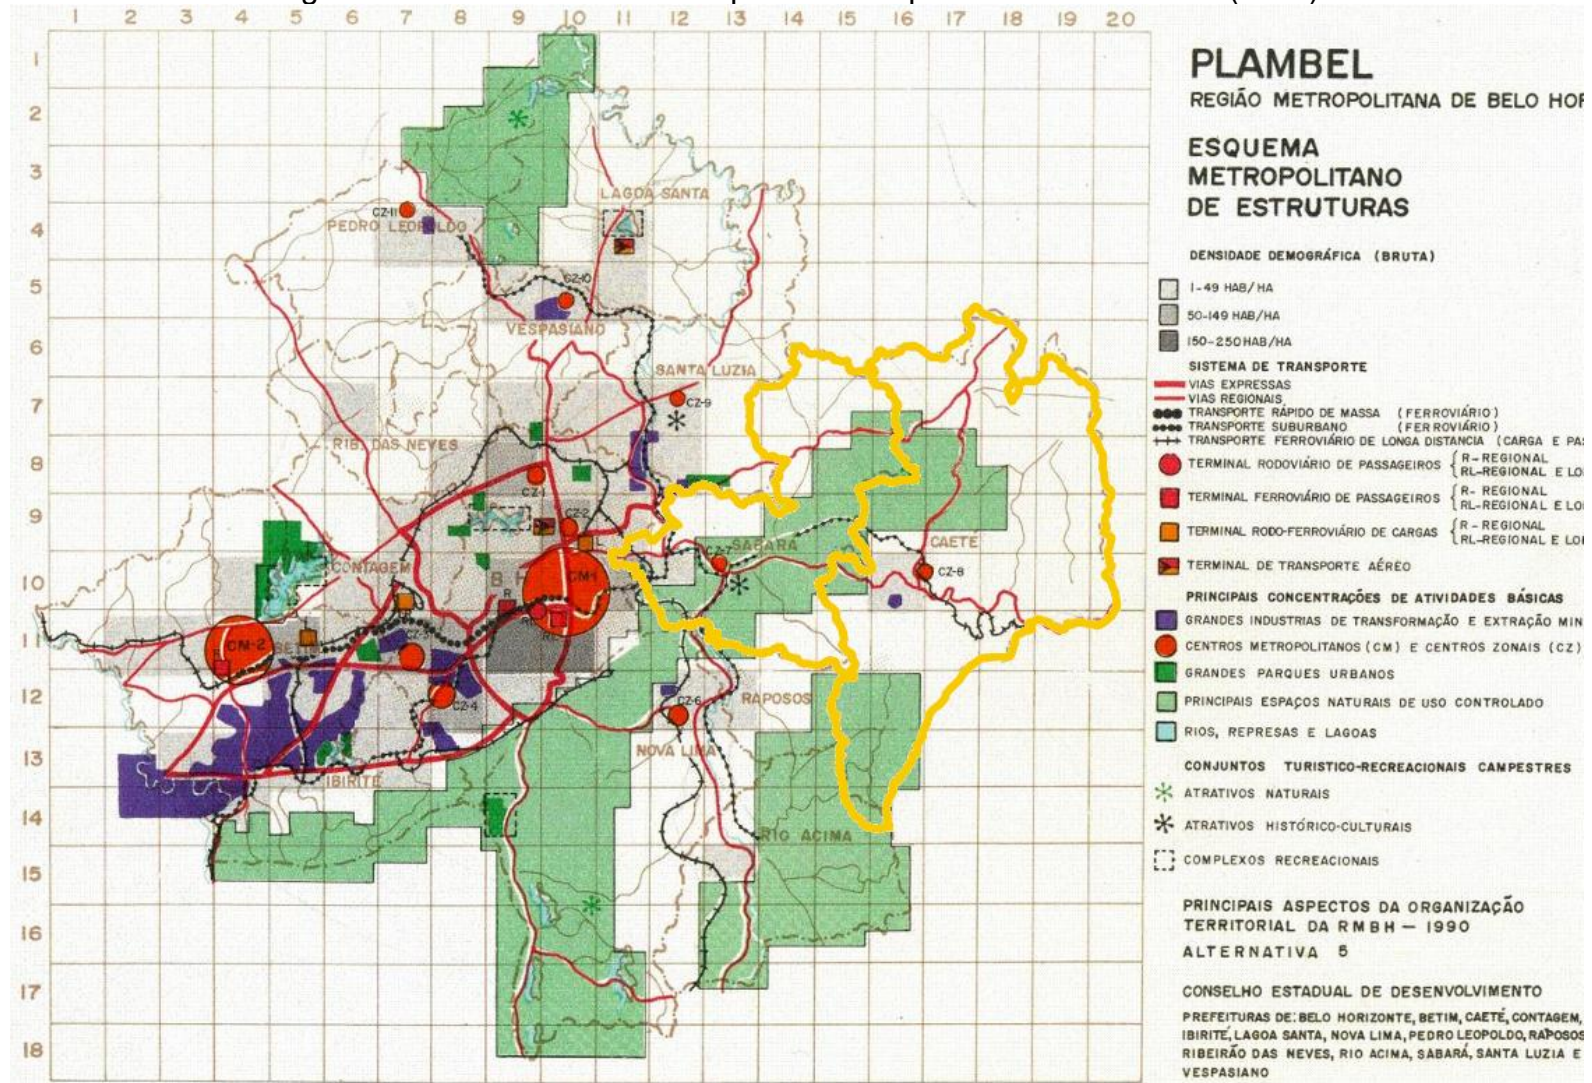 1 2 3 4 5 6 7 8 9 10 11 12 13 14 15 16 17 18 19 20
1
2
3
4
5
6
7
8
9
10
11
12
13
14
15
16
17
18
LAGOA SANTA
CZ-11
PEDRO LEOPOLDO
CZ-10
VESPASIANO
SANTA LUZIA
CZ-9
RIB. DAS NEVES
CZ-1
CZ-2
SABARÁ
CZ-7
CAETÉ
CZ-8
CONTAGEM
B H
CM-1
R
CM-2
CZ-3
CZ-4
CZ-6
RAPOSOS
NOVA LIMA
IBIRITÉ
RIO ACIMA
PLAMBEL
REGIÃO METROPOLITANA DE BELO HOR
ESQUEMA
METROPOLITANO
DE ESTRUTURAS
DENSIDADE DEMOGRÁFICA (BRUTA)
1-49 HAB/HA
50-149 HAB/HA
150-250 HAB/HA
SISTEMA DE TRANSPORTE
VIAS EXPRESSAS
VIAS REGIONAIS
TRANSPORTE RÁPIDO DE MASSA (FERROVIÁRIO)
TRANSPORTE SUBURBANO (FERROVIÁRIO)
TRANSPORTE FERROVIÁRIO DE LONGA DISTANCIA (CARGA E PAS
TERMINAL RODOVIÁRIO DE PASSAGEIROS { R-REGIONAL
RL-REGIONAL E LO
TERMINAL FERROVIÁRIO DE PASSAGEIROS { R-REGIONAL
RL-REGIONAL E LO
TERMINAL RODO-FERROVIÁRIO DE CARGAS { R-REGIONAL
RL-REGIONAL E LO
TERMINAL DE TRANSPORTE AÉREO
PRINCIPAIS CONCENTRAÇÕES DE ATIVIDADES BÁSICAS
GRANDES INDUSTRIAS DE TRANSFORMAÇÃO E EXTRAÇÃO MIN
CENTROS METROPOLITANOS (CM) E CENTROS ZONAIS (CZ)
GRANDES PARQUES URBANOS
PRINCIPAIS ESPAÇOS NATURAIS DE USO CONTROLADO
RIOS, REPRESAS E LAGOAS
CONJUNTOS TURISTICO-RECREACIONAIS CAMPESTRES
ATRATIVOS NATURAIS
ATRATIVOS HISTÓRICO-CULTURAIS
COMPLEXOS RECREACIONAIS
PRINCIPAIS ASPECTOS DA ORGANIZAÇÃO
TERRITORIAL DA RMBH — 1990
ALTERNATIVA 5
CONSELHO ESTADUAL DE DESENVOLVIMENTO
PREFEITURAS DE: BELO HORIZONTE, BETIM, CAETÉ, CONTAGEM,
IBIRITÉ, LAGOA SANTA, NOVA LIMA, PEDRO LEOPOLDO, RAPOSOS
RIBEIRÃO DAS NEVES, RIO ACIMA, SABARÁ, SANTA LUZIA E
VESPASIANO